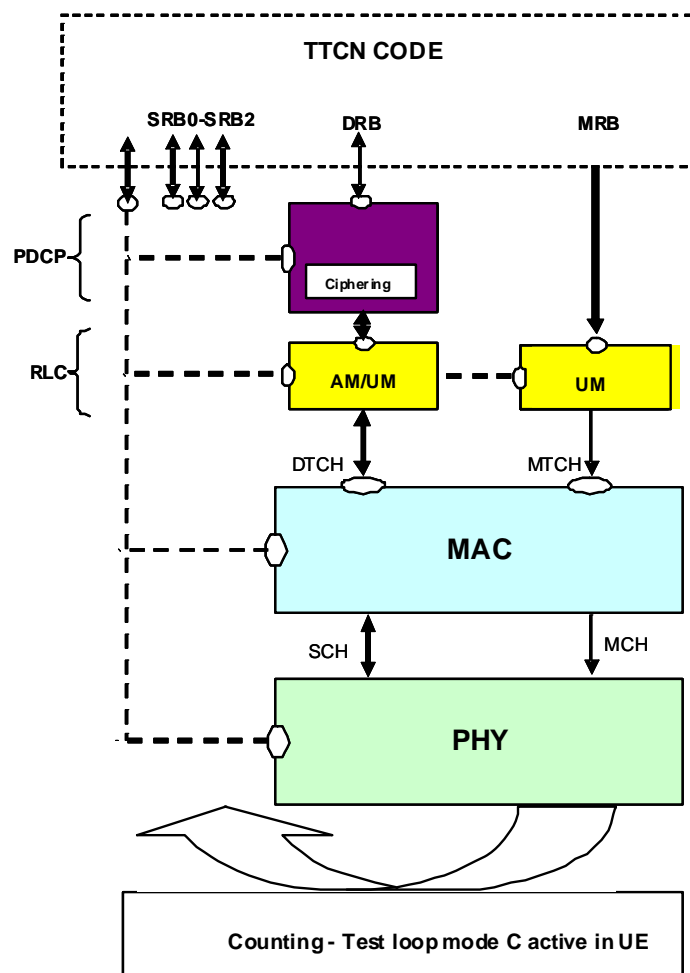 TTCN CODE
SRB0-SRB2
DRB
MRB
PDCP
Ciphering
RLC
AM/UM
UM
DTCH
MTCH
MAC
SCH
MCH
PHY
Counting - Test loop mode C active in UE